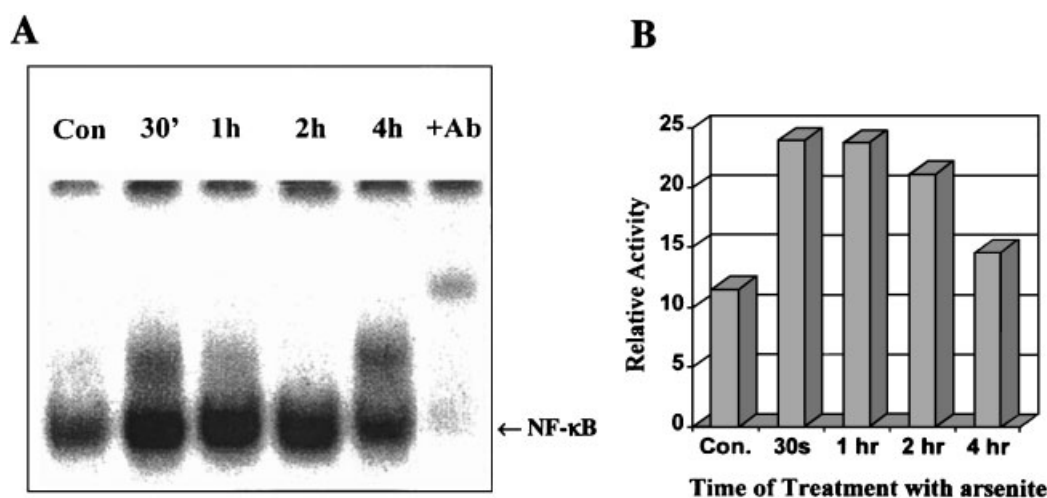 A
Con 30’ 1h 2h 4h +Ab
← NF-κB
B
25
20
15
10
5
0
Relative Activity
Con. 30s 1 hr 2 hr 4 hr
Time of Treatment with arsenite